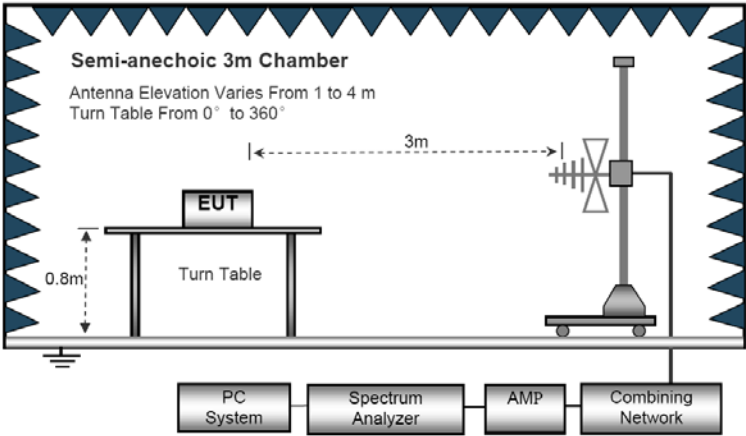 Semi-anechoic 3m Chamber
Antenna Elevation Varies From 1 to 4 m
Turn Table From 0° to 360°
3m
EUT
0.8m
Turn Table
PC
System
Spectrum
Analyzer
AMP
Combining
Network